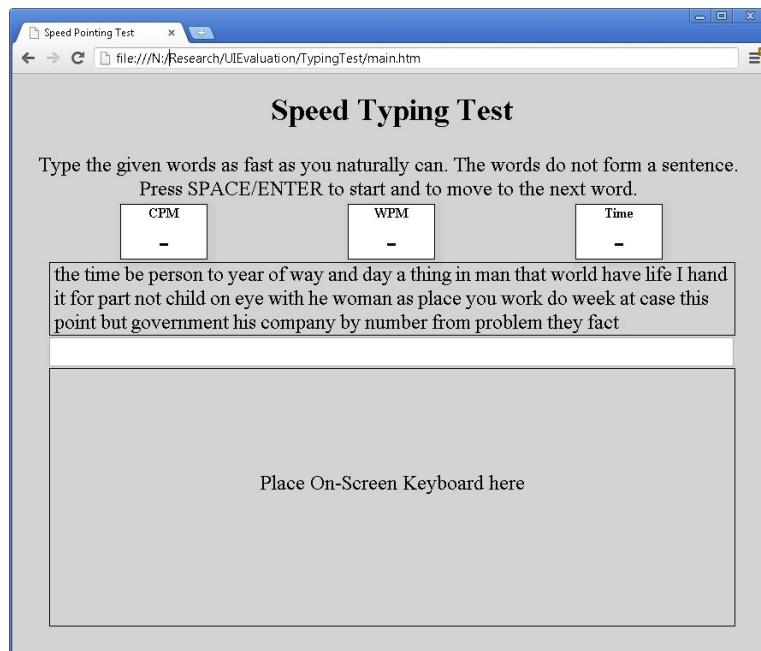 Speed Pointing Test
file:///N:/Research/UIEvaluation/TypingTest/main.htm
Speed Typing Test
Type the given words as fast as you naturally can. The words do not form a sentence.
Press SPACE/ENTER to start and to move to the next word.
CPM WPM Time
- - -
the time be person to year of way and day a thing in man that world have life I hand
it for part not child on eye with he woman as place you work do week at case this
point but government his company by number from problem they fact
Place On-Screen Keyboard here